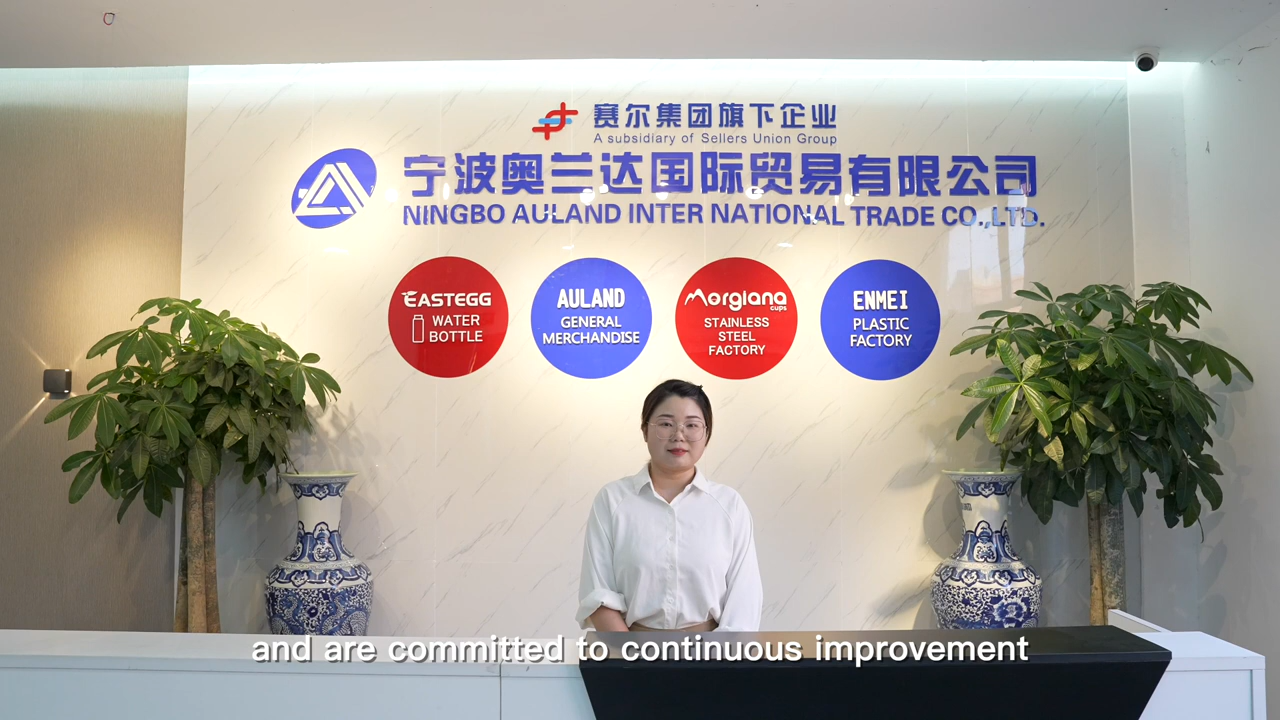 赛尔集团旗下企业
A subsidiary of Sellers Union Group
宁波奥兰达国际贸易有限公司
NINGBO AULAND INTER NATIONAL TRADE CO.,LTD.
EASTEGG
WATER
BOTTLE
AULAND
GENERAL
MERCHANDISE
Morgiana
cups
STAINLESS
STEEL
FACTORY
ENMEI
PLASTIC
FACTORY
and are committed to continuous improvement